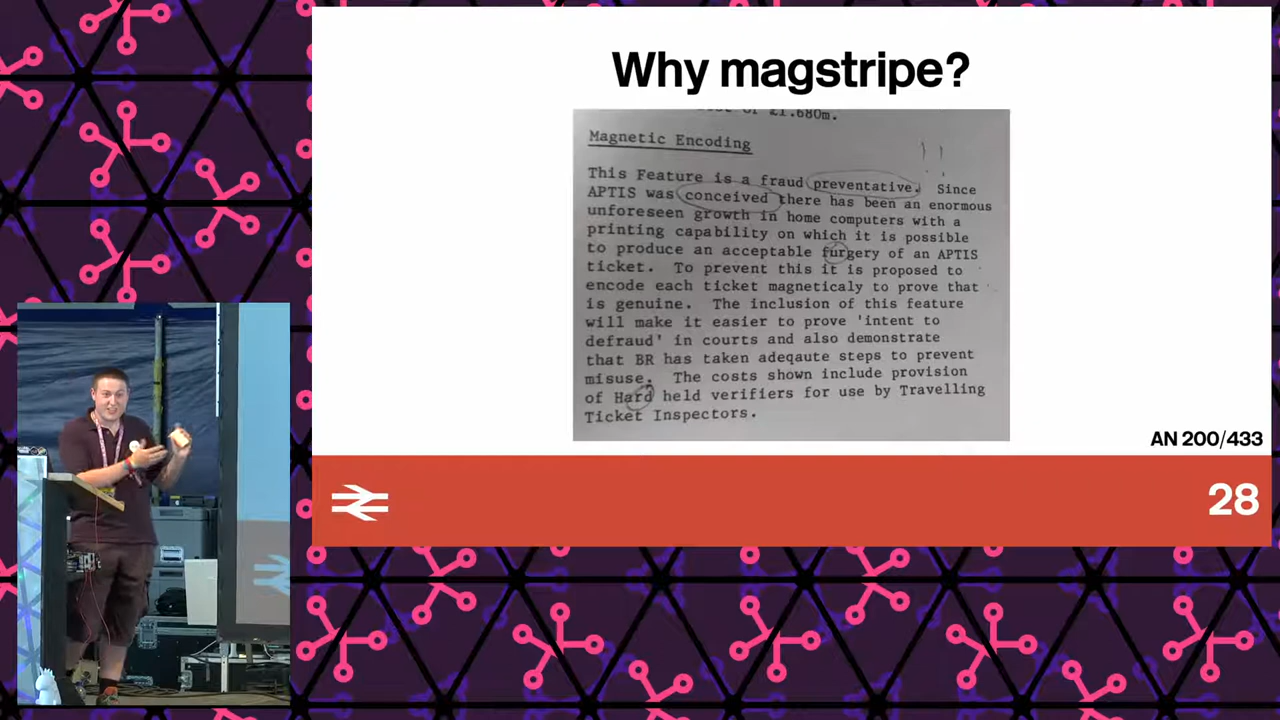 Why magstripe?
£1.680m.
Magnetic Encoding
This Feature is a fraud preventative. Since
APTIS was conceived there has been an enormous
unforeseen growth in home computers with a
printing capability on which it is possible
to produce an acceptable furgery of an APTIS
ticket. To prevent this it is proposed to
encode each ticket magneticaly to prove that
is genuine. The inclusion of this feature
will make it easier to prove 'intent to
defraud' in courts and also demonstrate
that BR has taken adeqaute steps to prevent
misuse. The costs shown include provision
of Hard held verifiers for use by Travelling
Ticket Inspectors.
AN 200/433
28